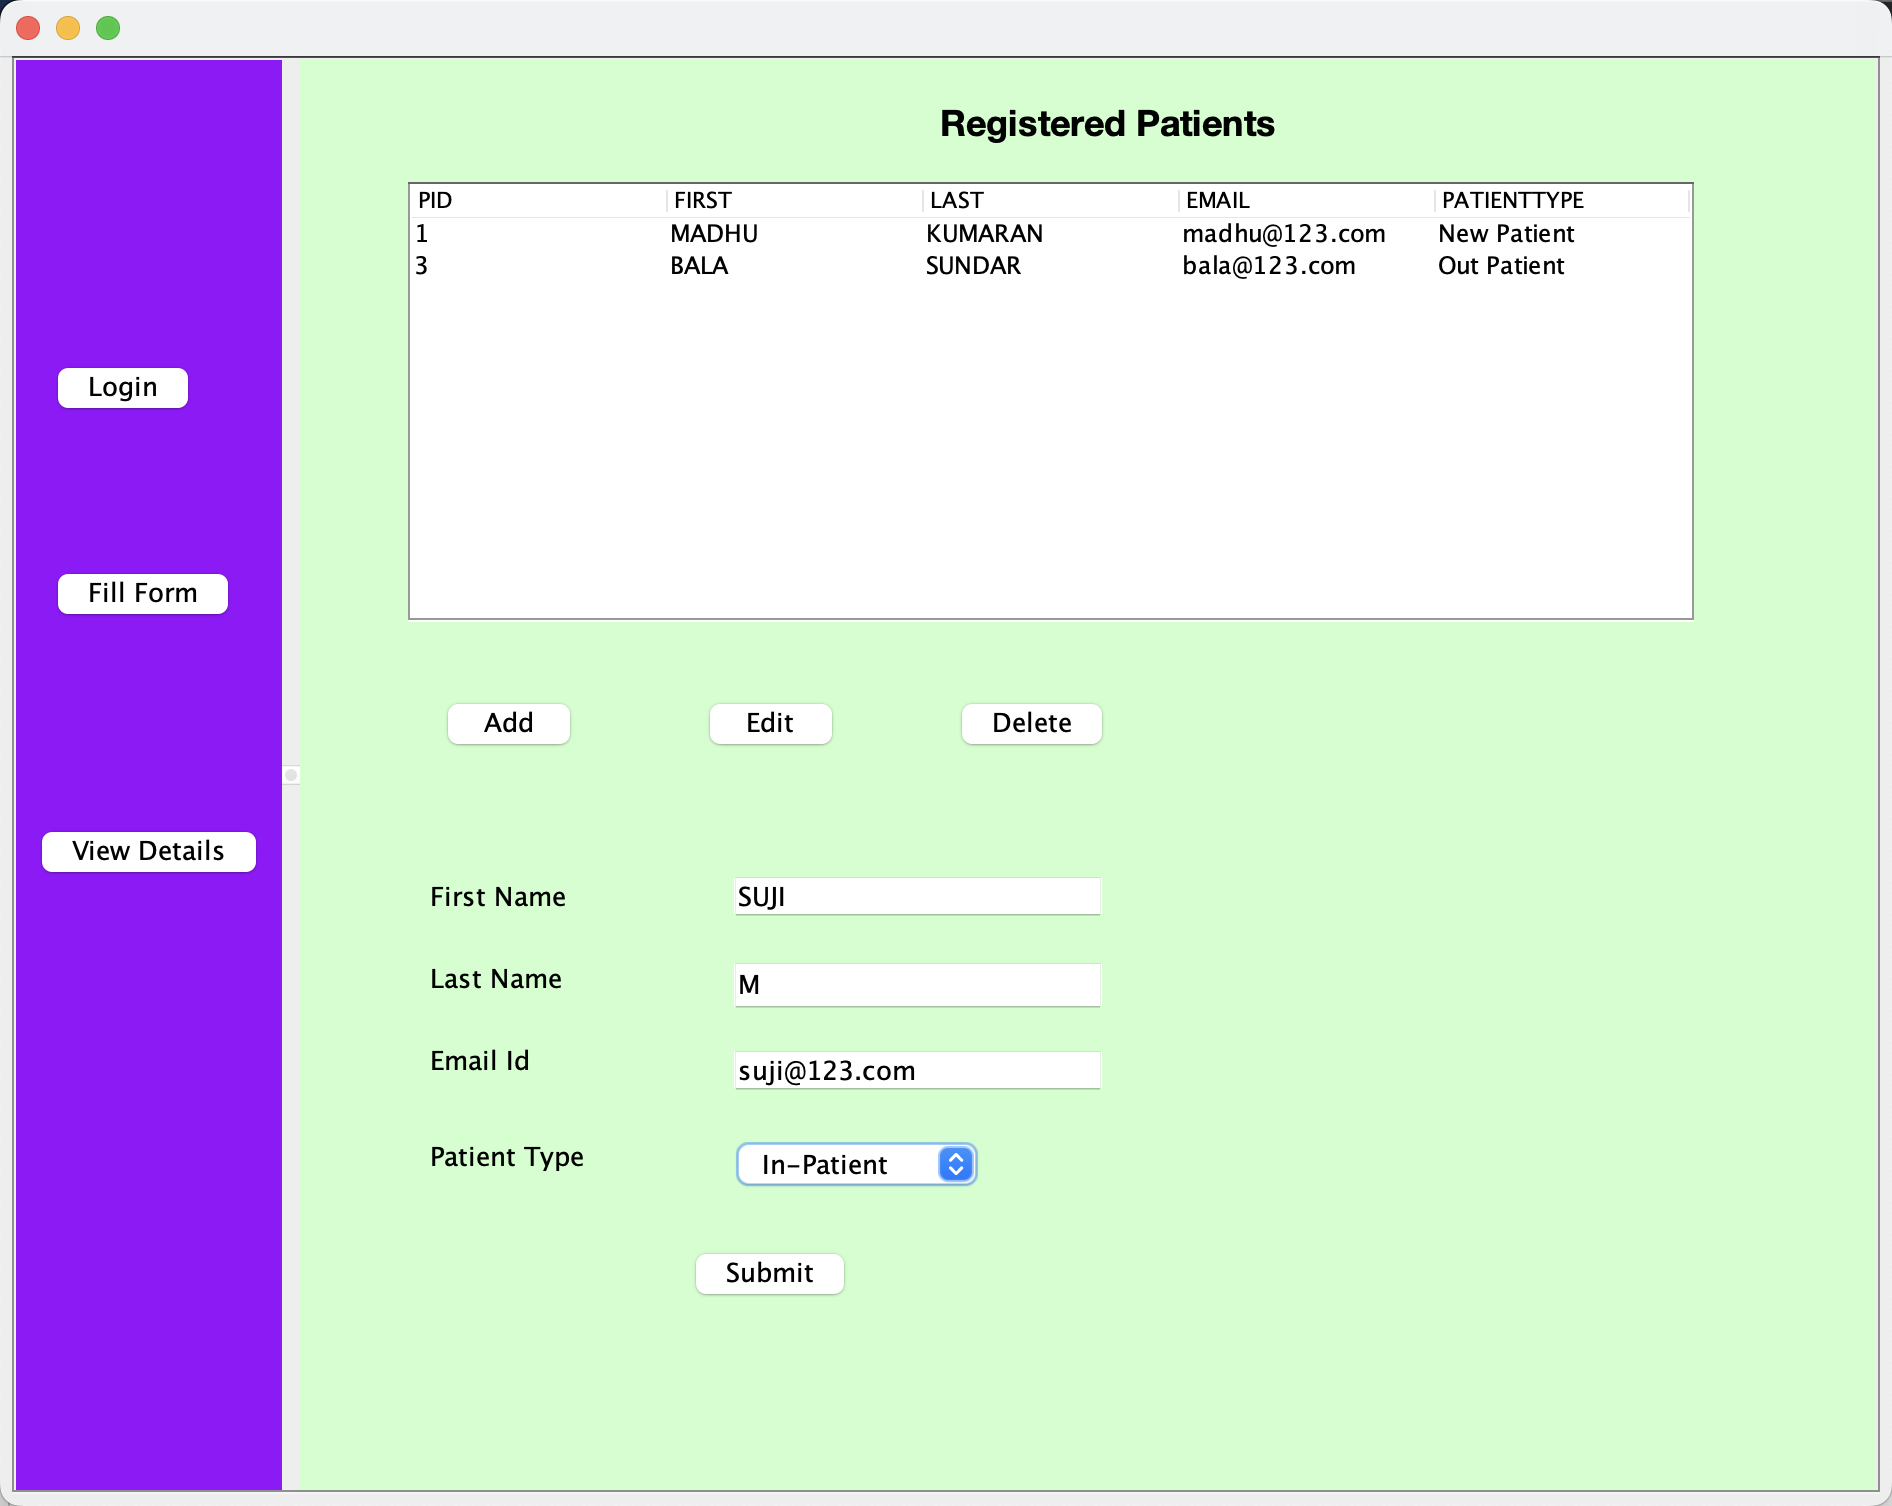 Registered Patients
PID FIRST LAST EMAIL PATIENTTYPE
1 MADHU KUMARAN madhu@123.com New Patient
3 BALA SUNDAR bala@123.com Out Patient
Login
Fill Form
Add Edit Delete
View Details
First Name SUJI
Last Name M
Email Id suji@123.com
Patient Type In-Patient
Submit